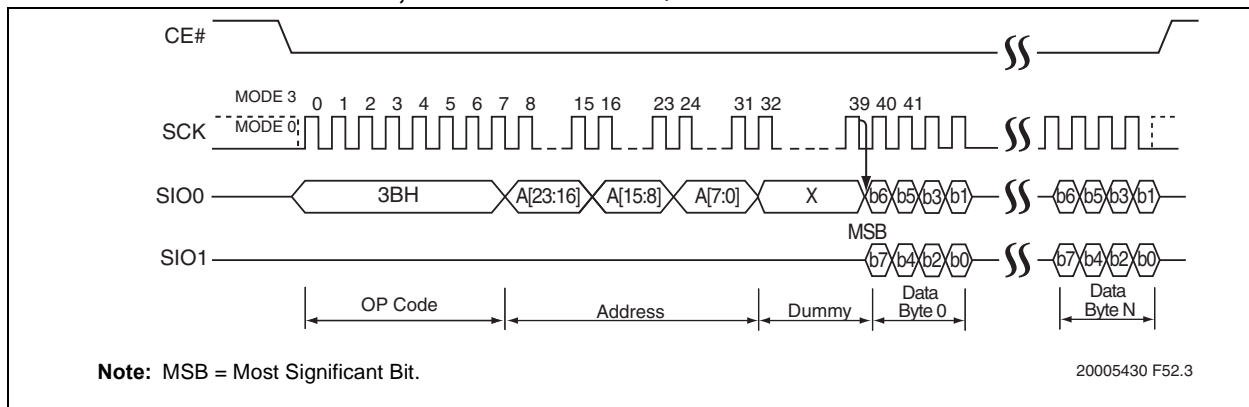 CE#
MODE 3
0 1 2 3 4 5 6 7 8 15 16 23 24 31 32 39 40 41
SCK
MODE 0
SIO0 3BH A[23:16] A[15:8] A[7:0] X b6 b5 b3 b1 b6 b5 b3 b1
MSB
SIO1 b7 b4 b2 b0 b7 b4 b2 b0
OP Code Address Dummy Data Byte 0 Data Byte N
Note: MSB = Most Significant Bit.
20005430 F52.3